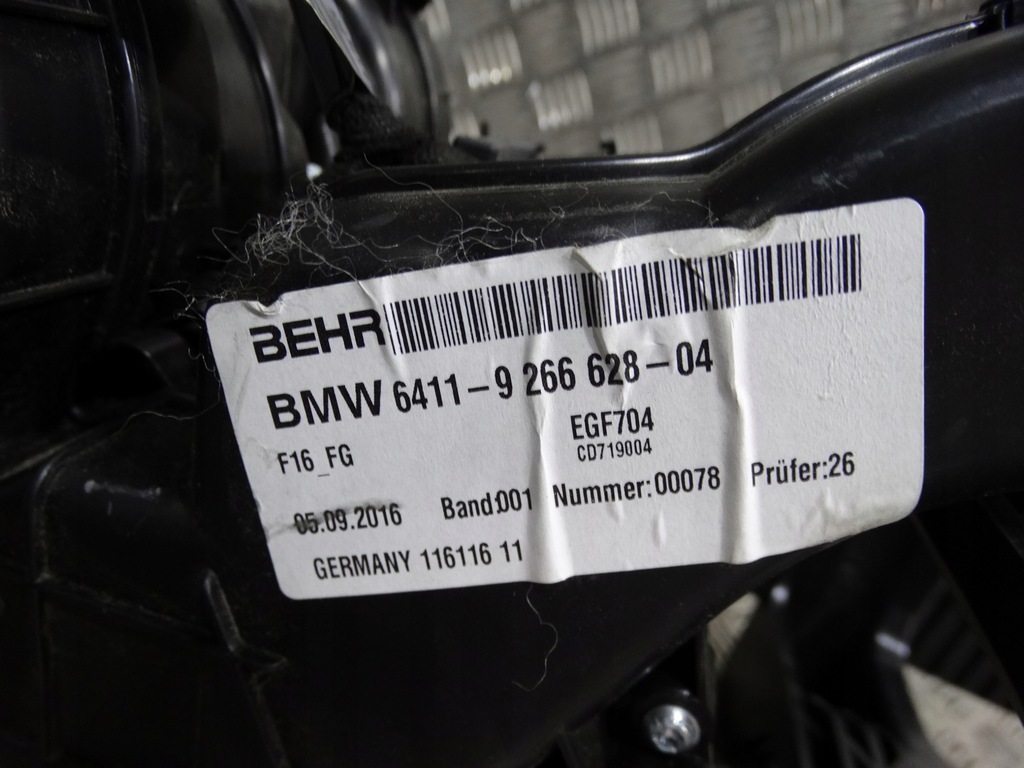 BEHR
BMW 6411-9 266 628-04
EGF704
F16_FG
CD719004
05.09.2016 Band:001 Nummer:00078 Prüfer:26
GERMANY 116116 11